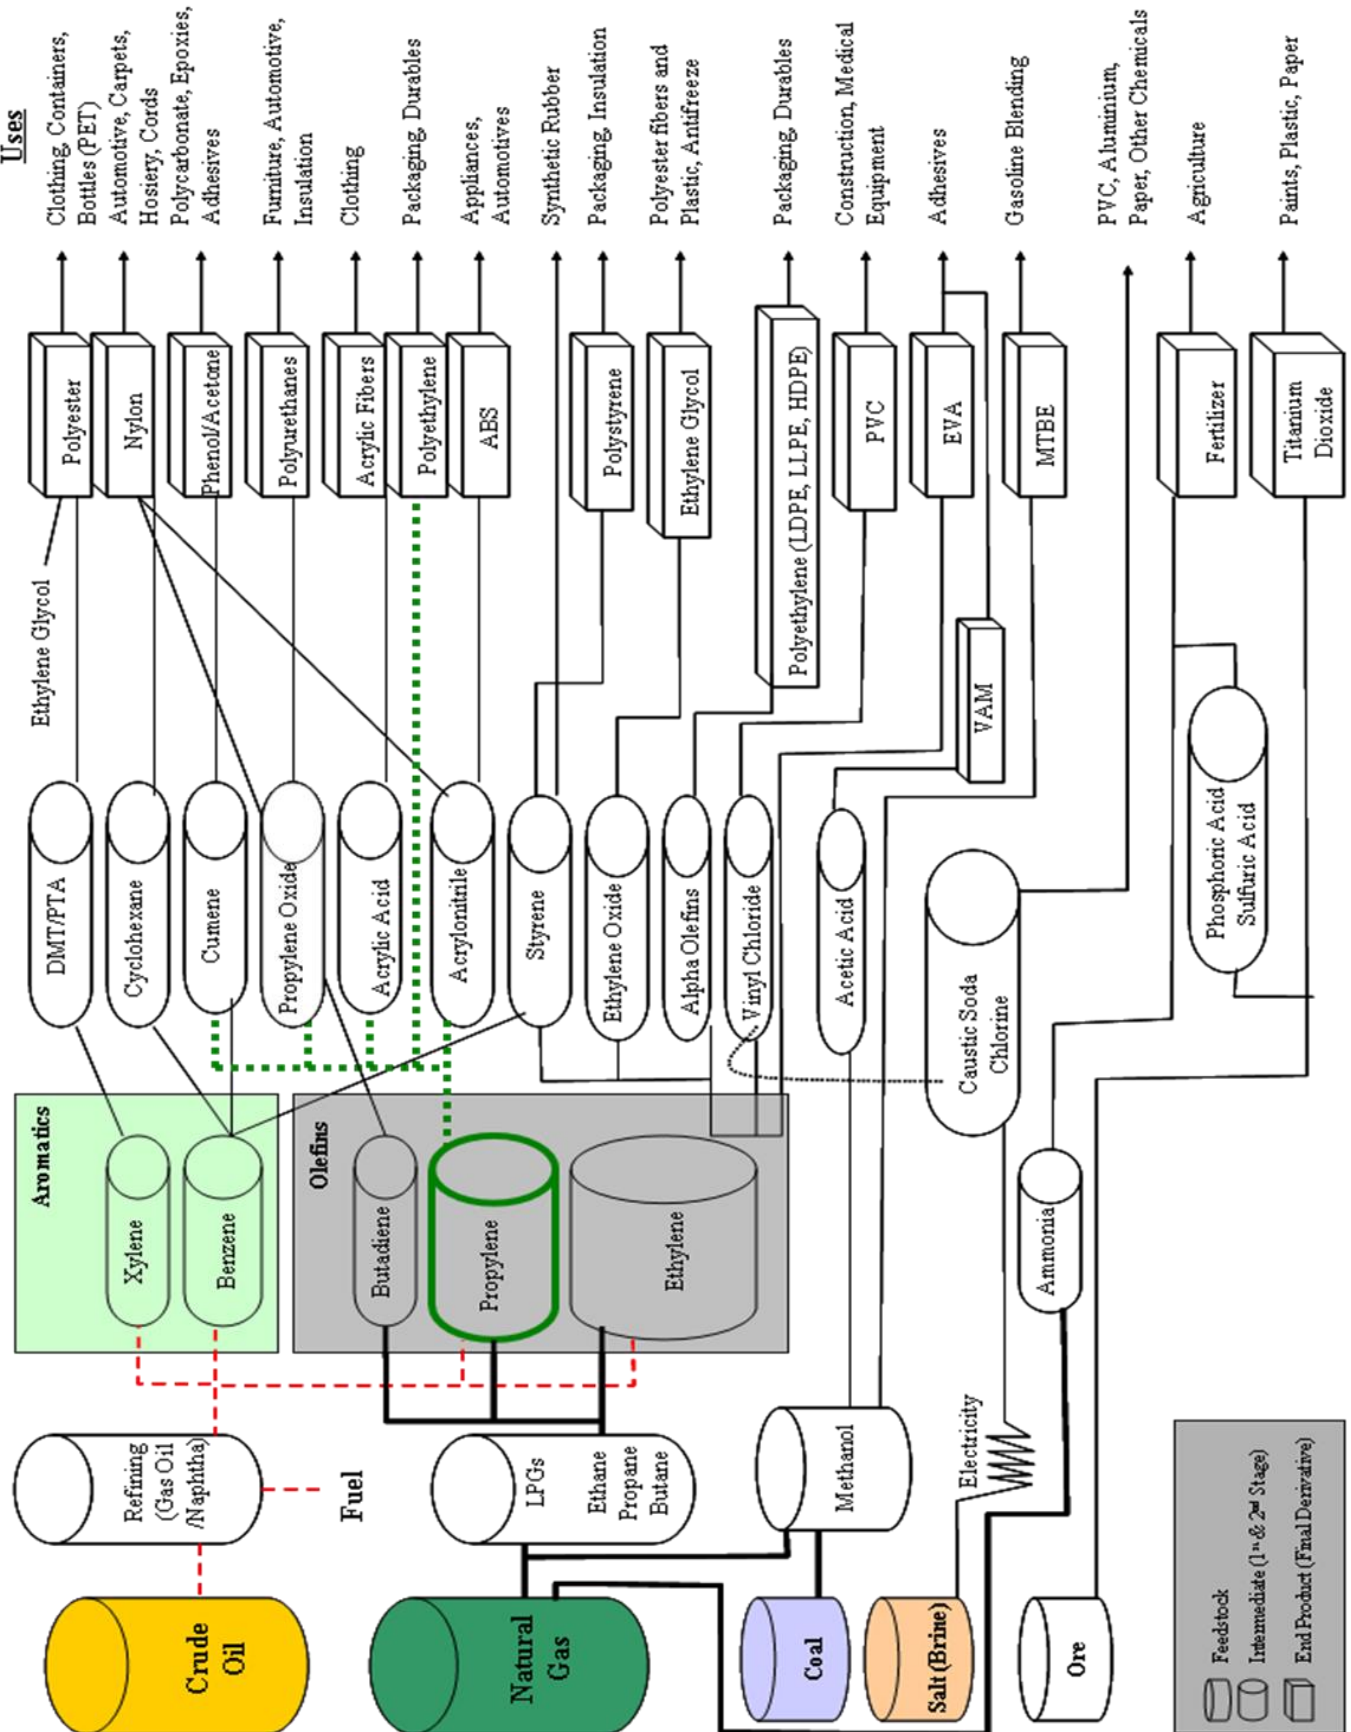 Crude
Oil
Natural
Gas
Coal
Salt (Brine)
Ore
Refining
(Gas Oil
/Naphtha)
Fuel
LPGs
Ethane
Propane
Butane
Methanol
Electricity
Aromatics
Xylene
Benzene
Olefins
Butadiene
Propylene
Ethylene
Ammonia
DMT/PTA
Cyclohexane
Cumene
Propylene Oxide
Acrylic Acid
Acrylonitrile
Styrene
Ethylene Oxide
Alpha Olefins
Vinyl Chloride
Acetic Acid
Caustic Soda
Chlorine
Phosphoric Acid
Sulfuric Acid
Ethylene Glycol
VAM
Polyester
Nylon
Phenol/Acetone
Polyurethanes
Acrylic Fibers
Polyethylene
ABS
Polystyrene
Ethylene Glycol
Polyethylene (LDPE, LLPE, HDPE)
PVC
EVA
MTBE
Fertilizer
Titanium
Dioxide
Uses
Clothing, Containers,
Bottles (PET)
Automotive, Carpets,
Hosiery, Cords
Polycarbonate, Epoxies,
Adhesives
Furniture, Automotive,
Insulation
Clothing
Packaging, Durables
Appliances,
Automotives
Synthetic Rubber
Packaging, Insulation
Polyester fibers and
Plastic, Antifreeze
Packaging, Durables
Construction, Medical
Equipment
Adhesives
Gasoline Blending
PVC, Aluminium,
Paper, Other Chemicals
Agriculture
Paints, Plastic, Paper
Feedstock
Intermediate (1st & 2nd Stage)
End Product (Final Derivative)